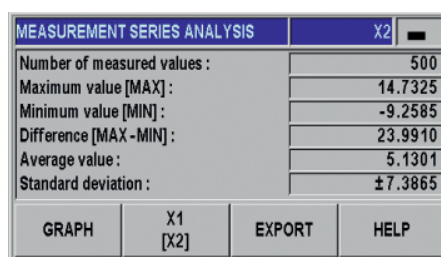 MEASUREMENT SERIES ANALYSIS X2
Number of measured values : 500
Maximum value [MAX] : 14.7325
Minimum value [MIN] : -9.2585
Difference [MAX-MIN] : 23.9910
Average value : 5.1301
Standard deviation : ±7.3865
GRAPH X1 [X2] EXPORT HELP